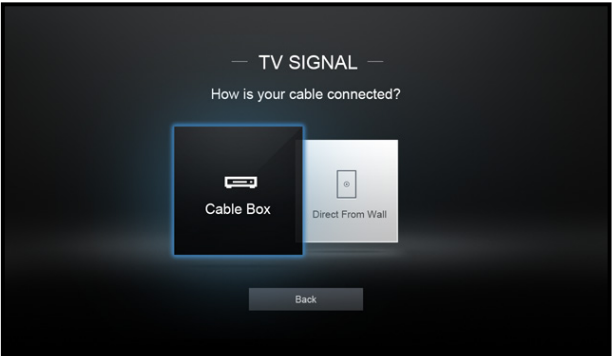 TV SIGNAL
How is your cable connected?
Cable Box
Direct From Wall
Back